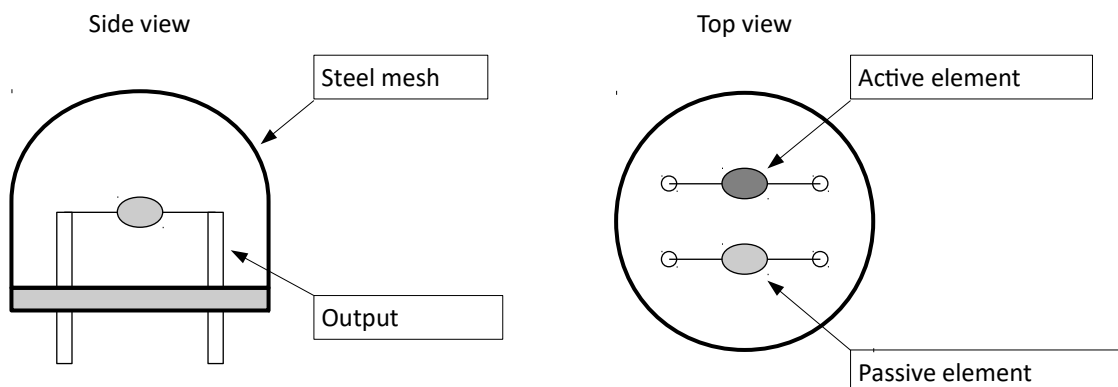 Side view
Top view
Steel mesh
Active element
Output
Passive element